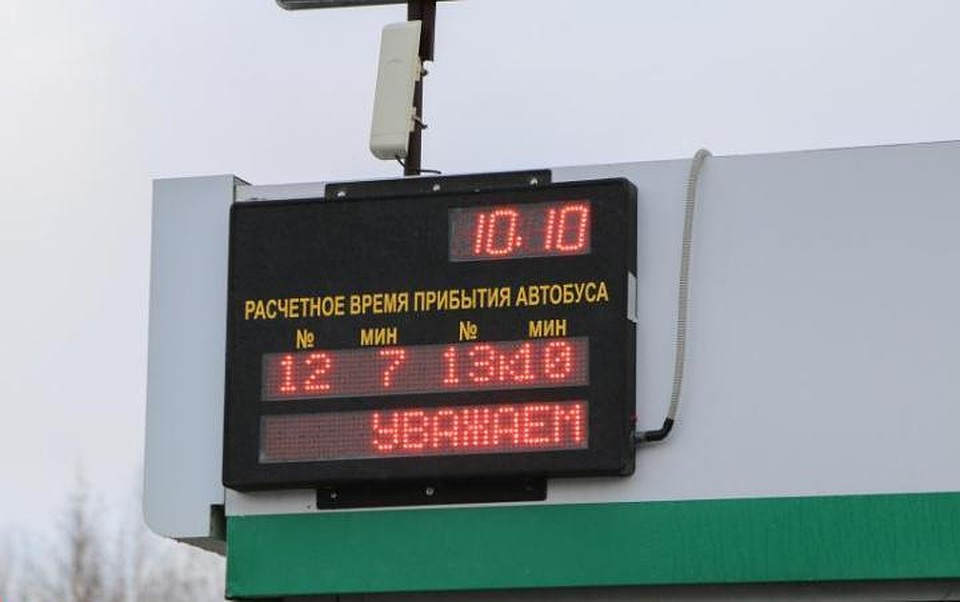 10:10
РАСЧЕТНОЕ ВРЕМЯ ПРИБЫТИЯ АВТОБУСА
№ МИН № МИН
12 7 13к10
УВАЖАЕМ